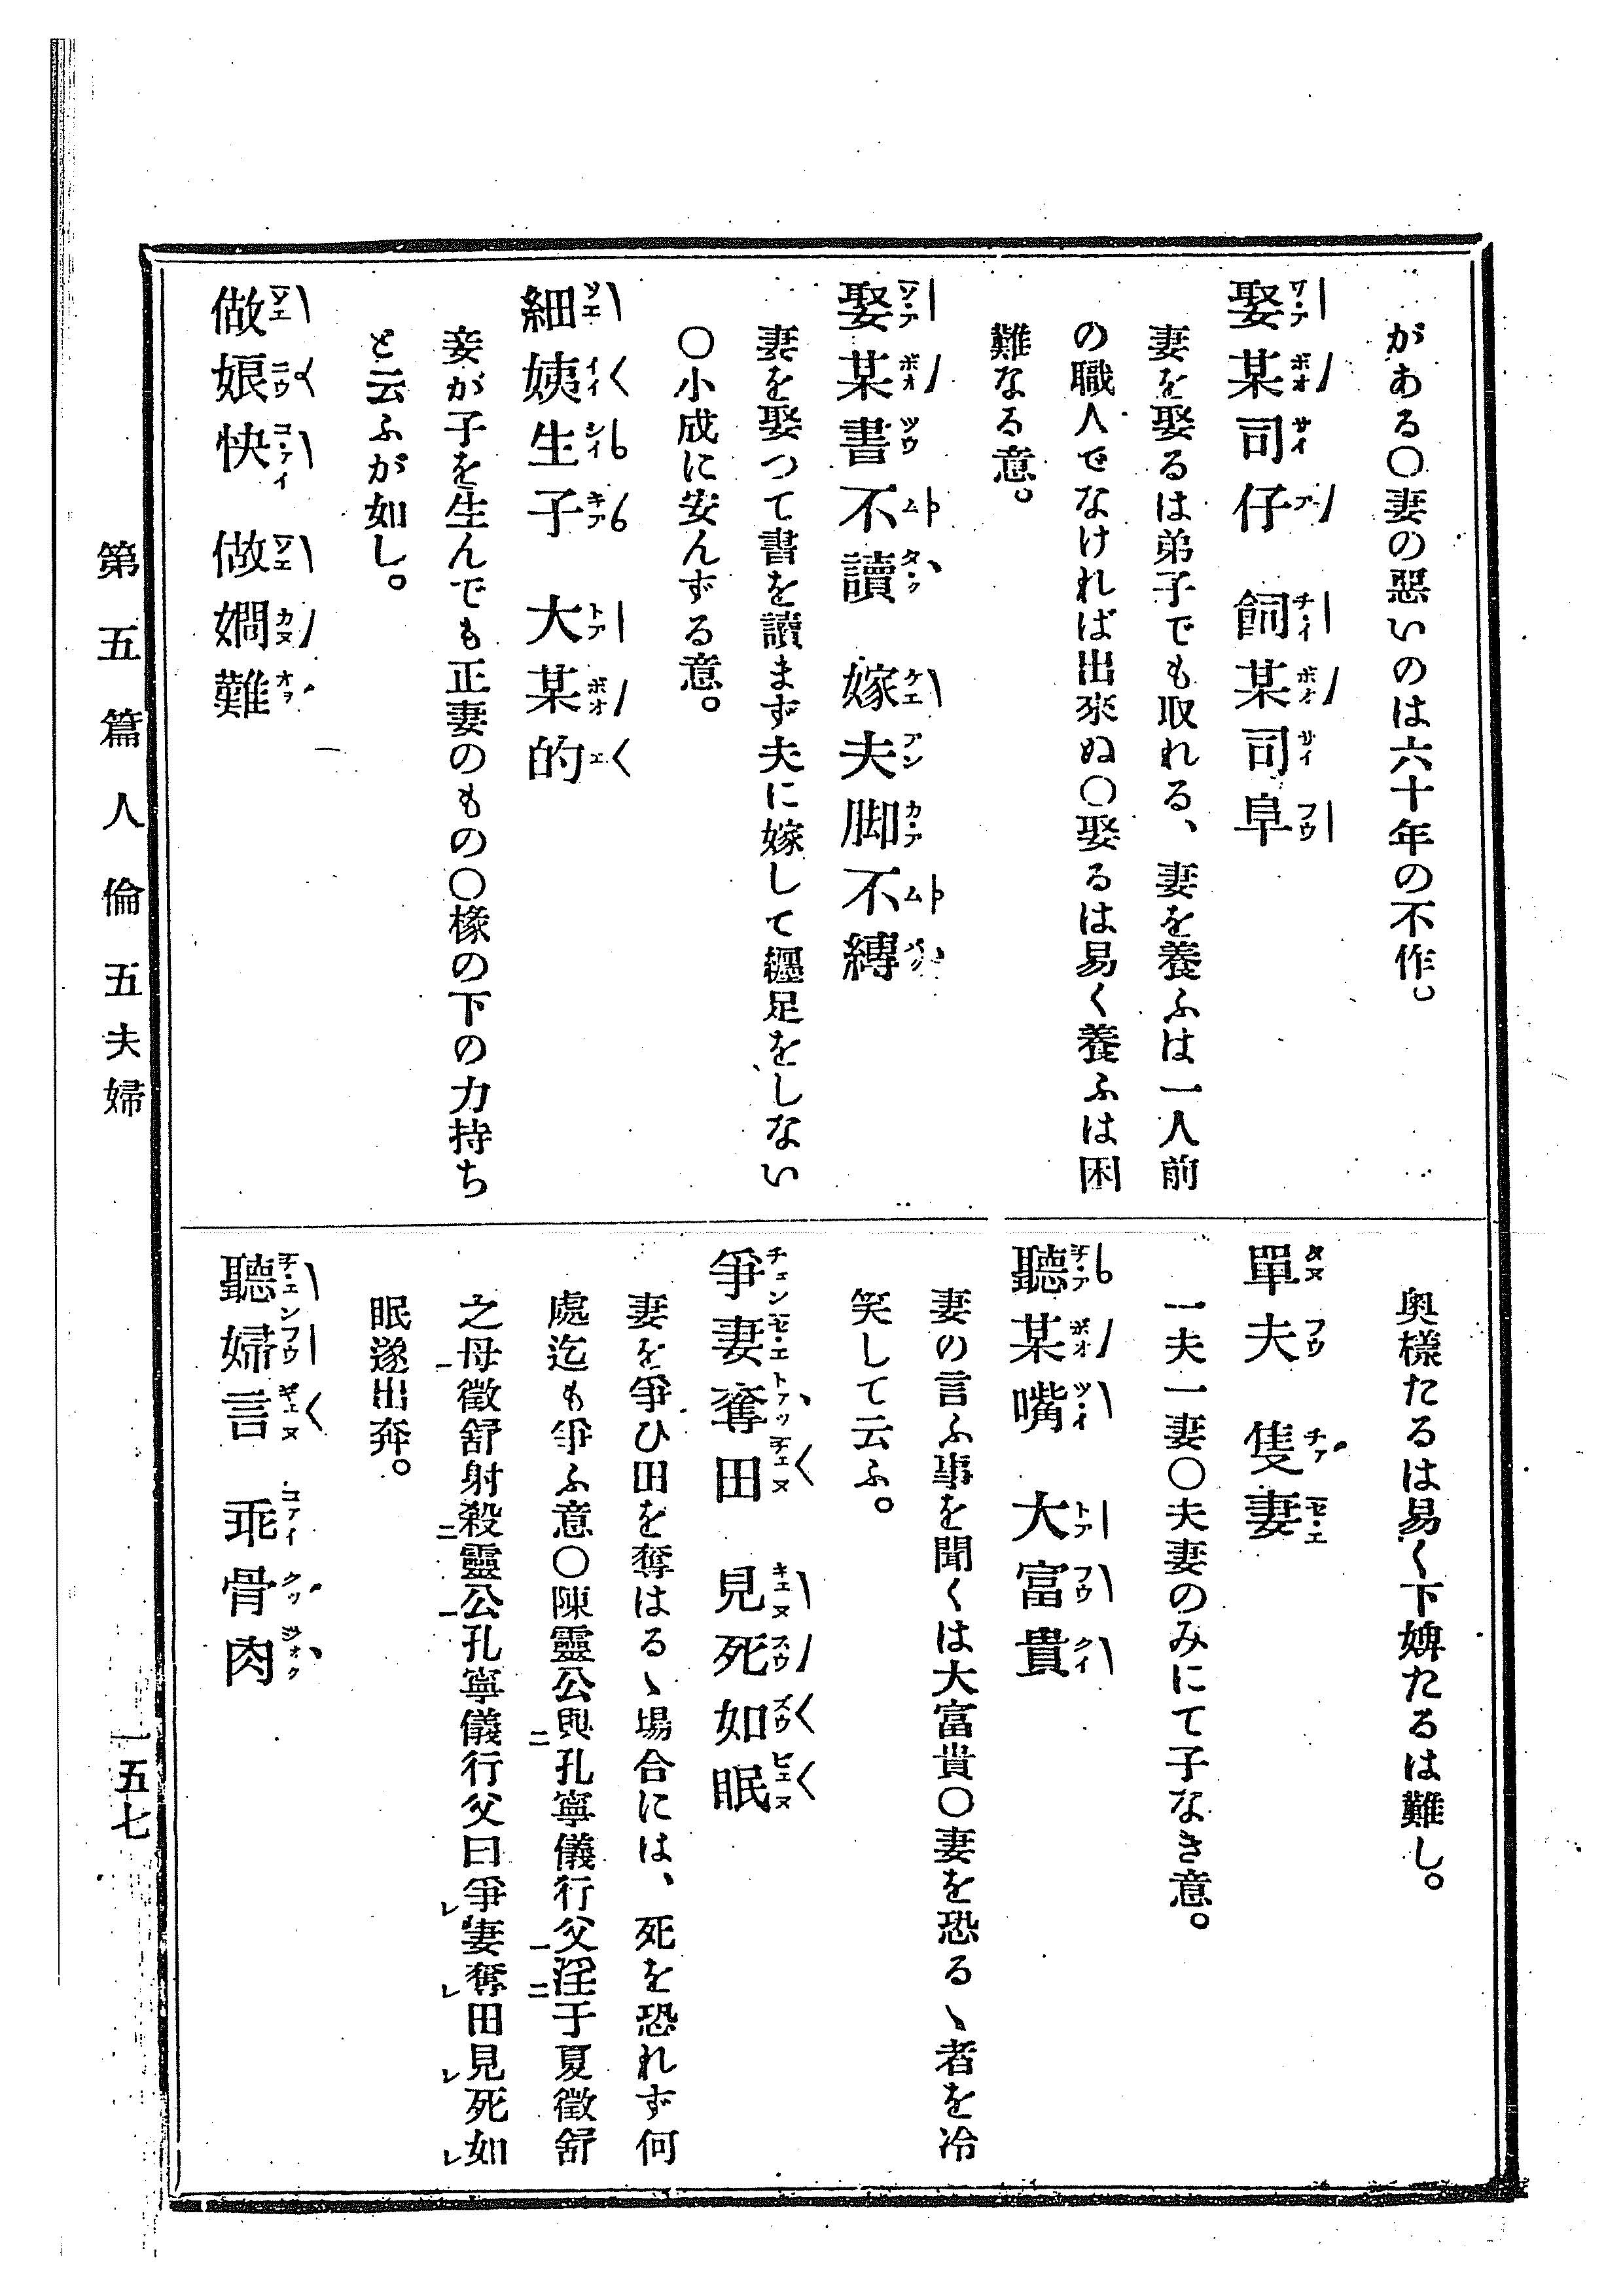 がある〇妻の惡いのは六十年の不作。
娶某司仔　飼某司阜
妻を娶るは弟子でも取れる、妻を養ふは一人前
の職人でなければ出來ぬ〇娶るは易く養ふは困
難なる意。
娶某書不讀　嫁夫脚不縛
妻を娶つて書を讀まず夫に嫁して纒足をしない
〇小成に安んずる意。
細姨生子　大某的
妾が子を生んでも正妻のもの〇椽の下の力持ち
と云ふが如し。
做娘快　做嫺難
奥樣たるは易く下婢たるは難し。
單夫　隻妻
一夫一妻〇夫妻のみにて子なき意。
聽某嘴　大富貴
妻の言ふ事を聞くは大富貴〇妻を恐るゝ者を冷
笑して云ふ。
爭妻奪田　見死如眠
妻を爭ひ田を奪はるゝ場合には、死を恐れず何
處迄も爭ふ意〇陳靈公與孔寧儀行父淫于夏徵舒
之母徵舒射殺靈公孔寧儀行父曰爭妻奪田見死如
眠遂出奔。
聽婦言　乖骨肉
第五篇　人倫　五夫婦
一五七